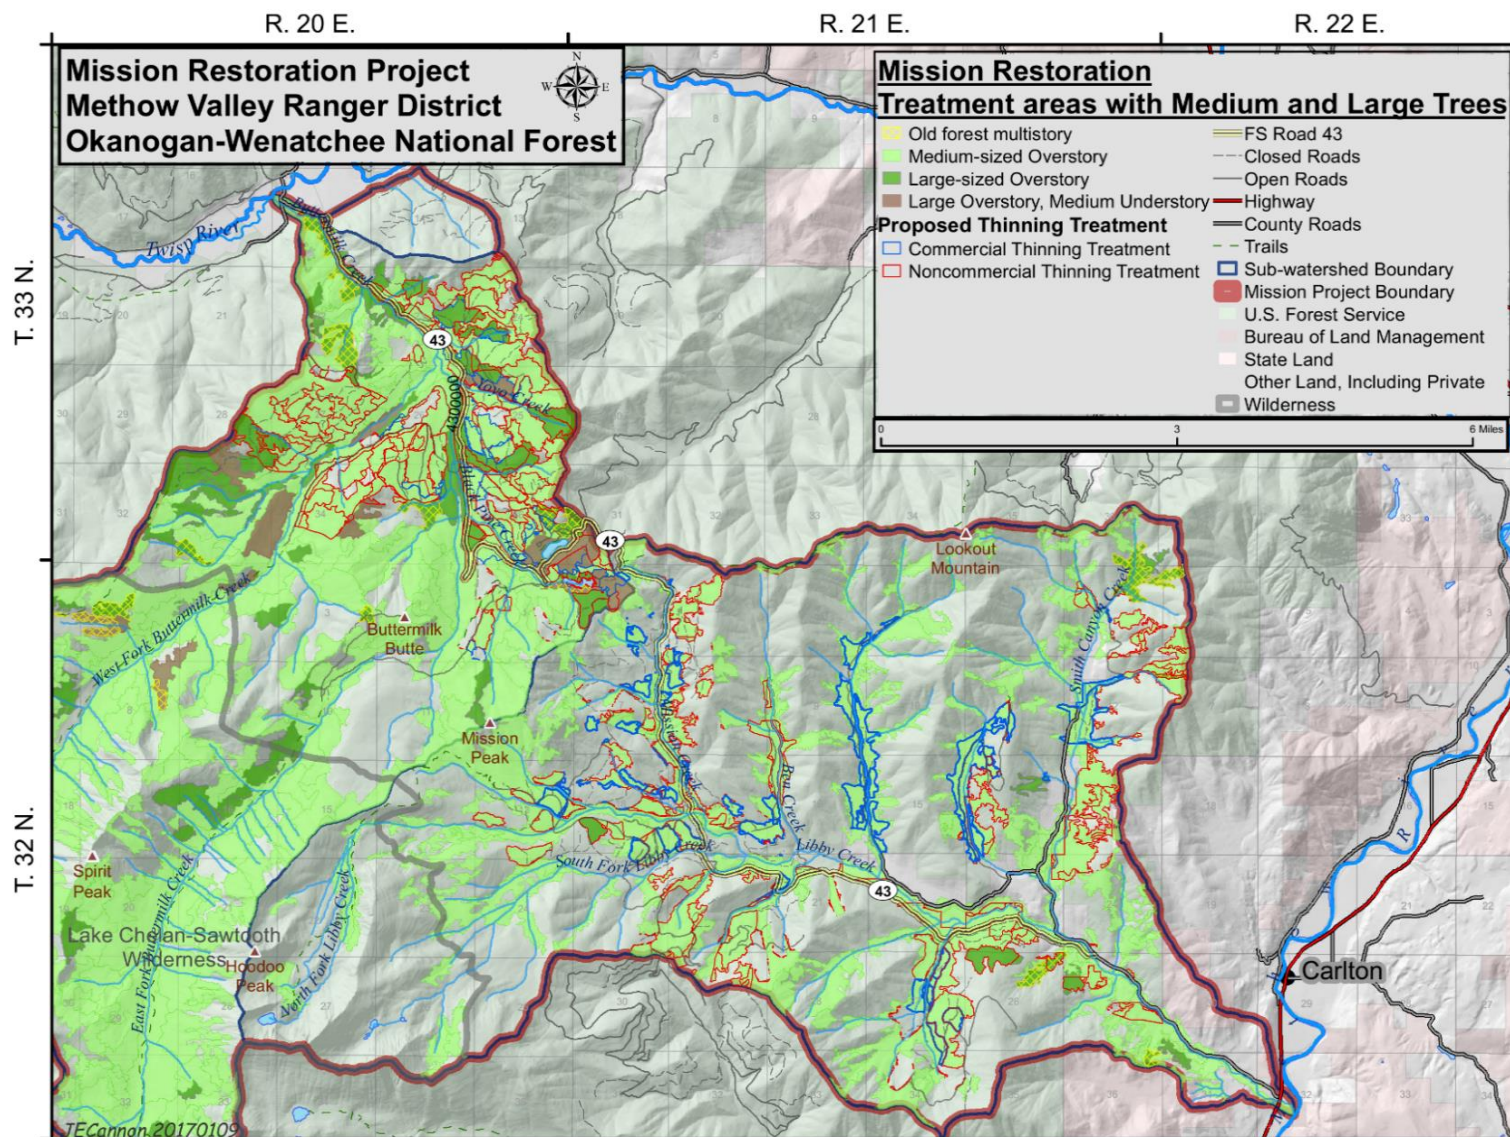 R. 20 E.
R. 21 E.
R. 22 E.
Mission Restoration Project
Methow Valley Ranger District
Okanogan-Wenatchee National Forest
N
W
E
S
Mission Restoration
Treatment areas with Medium and Large Trees
Old forest multistory
Medium-sized Overstory
Large-sized Overstory
Large Overstory, Medium Understory
Proposed Thinning Treatment
Commercial Thinning Treatment
Noncommercial Thinning Treatment
FS Road 43
Closed Roads
Open Roads
Highway
County Roads
Trails
Sub-watershed Boundary
Mission Project Boundary
U.S. Forest Service
Bureau of Land Management
State Land
Other Land, Including Private
Wilderness
0
3
6 Miles
T. 33 N.
T. 32 N.
Twisp River
Buttermilk Creek
43
4300000
Black Pine Creek
43
Lookout
Mountain
Smith Canyon Creek
West Fork Buttermilk Creek
Buttermilk
Butte
Mission
Peak
Mission Creek
Libby Creek
South Fork Libby Creek
43
Spirit
Peak
East Fork Buttermilk Creek
North Fork Libby Creek
Lake Chelan-Sawtooth
Wilderness
Hoodoo
Peak
Carlton
TECannon 20170109